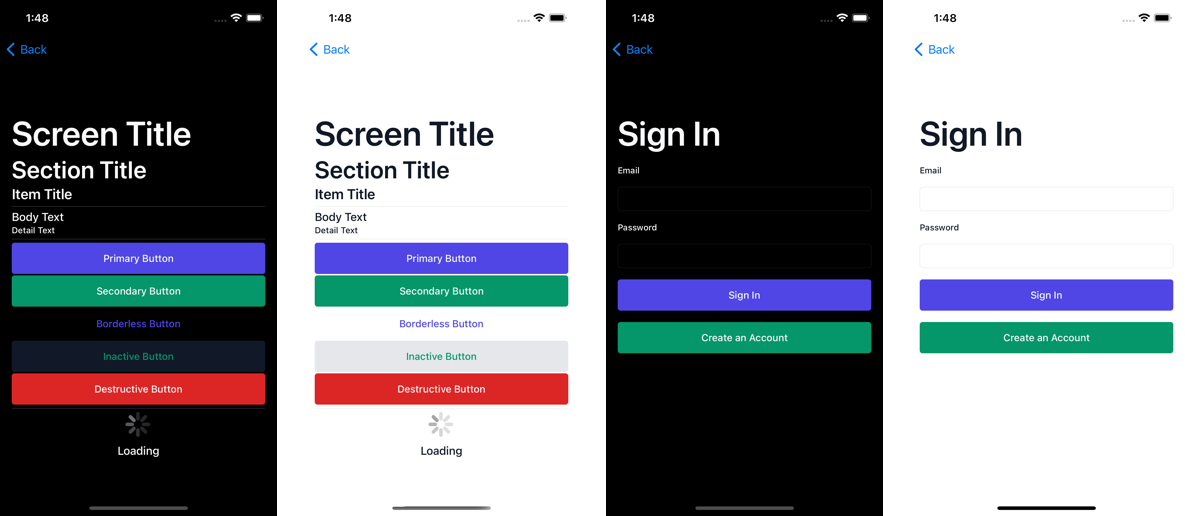 1:48
Back
Screen Title
Section Title
Item Title
Body Text
Detail Text
Primary Button
Secondary Button
Borderless Button
Inactive Button
Destructive Button
Loading
1:48
Back
Screen Title
Section Title
Item Title
Body Text
Detail Text
Primary Button
Secondary Button
Borderless Button
Inactive Button
Destructive Button
Loading
1:48
Back
Sign In
Email
Password
Sign In
Create an Account
1:48
Back
Sign In
Email
Password
Sign In
Create an Account